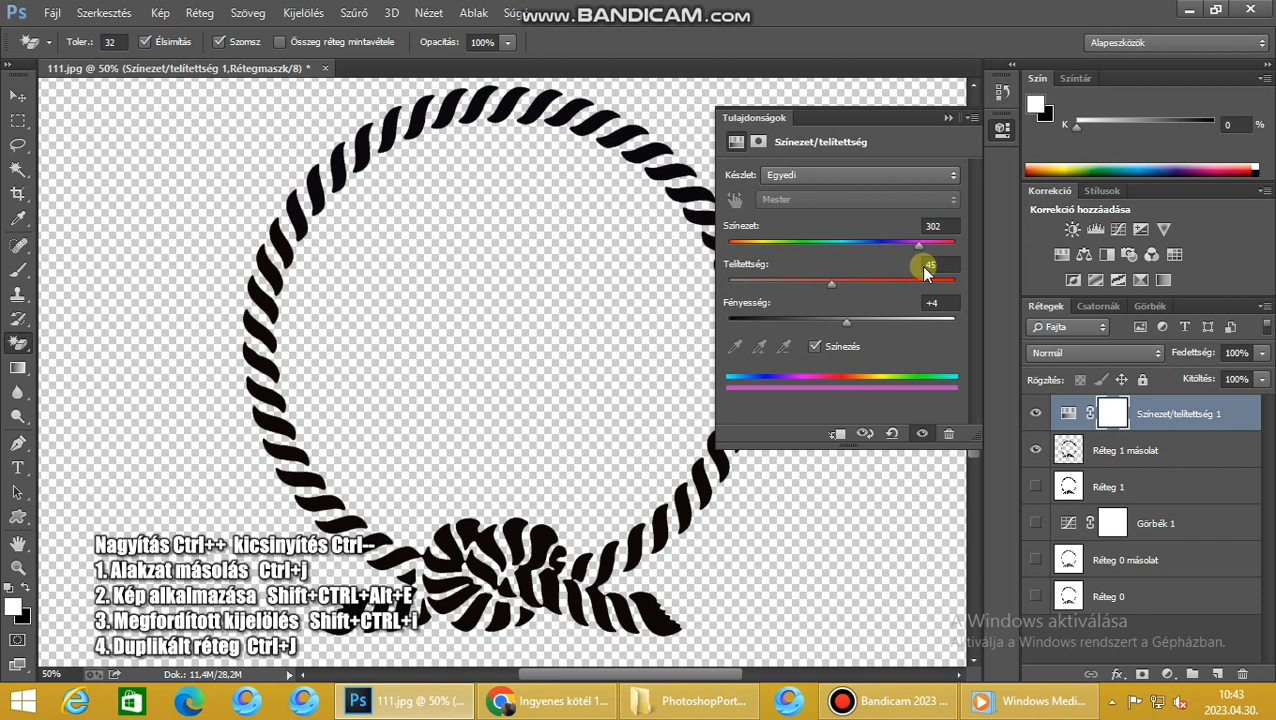 Ps Fájl Szerkesztés Kép Réteg Szöveg Kijelölés Szűrő 3D Nézet Ablak
www.BANDICAM.com
Toler.: 32 Élsimítás Szomsz Összeg réteg mintavétele Opacitás: 100% Alapeszközök
111.jpg @ 50% (Színezet/telítettség 1,Rétegmaszk/8) * ×
Szín Színtár
K 0 %
Tulajdonságok
Színezet/telítettség
Készlet: Egyedi
Mester
Színezet: 302
Telítettség: 45
Fényesség: +4
Színezés
Korrekció Stílusok
Korrekció hozzáadása
Rétegek Csatornák Görbék
Fajta
Normál Fedettség: 100%
Rögzítés: Kitöltés: 100%
Színezet/telítettség 1
Réteg 1 másolat
Réteg 1
Görbék 1
Réteg 0 másolat
Réteg 0
Nagyítás Ctrl++ kicsinyítés Ctrl--
1. Alakzat másolás Ctrl+j
2. Kép alkalmazása Shift+CTRL+Alt+E
3. Megfordított kijelölés Shift+CTRL+i
4. Duplikált réteg Ctrl+J
A Windows aktiválása
Aktiválja a Windows rendszert a Gépházban.
50% Dok.: 11,4M/28,2M
Ps 111.jpg @ 50% (... Ingyenes kötél 1... PhotoshopPort... Bandicam 2023 ... Windows Medi...
10:43
2023.04.30.